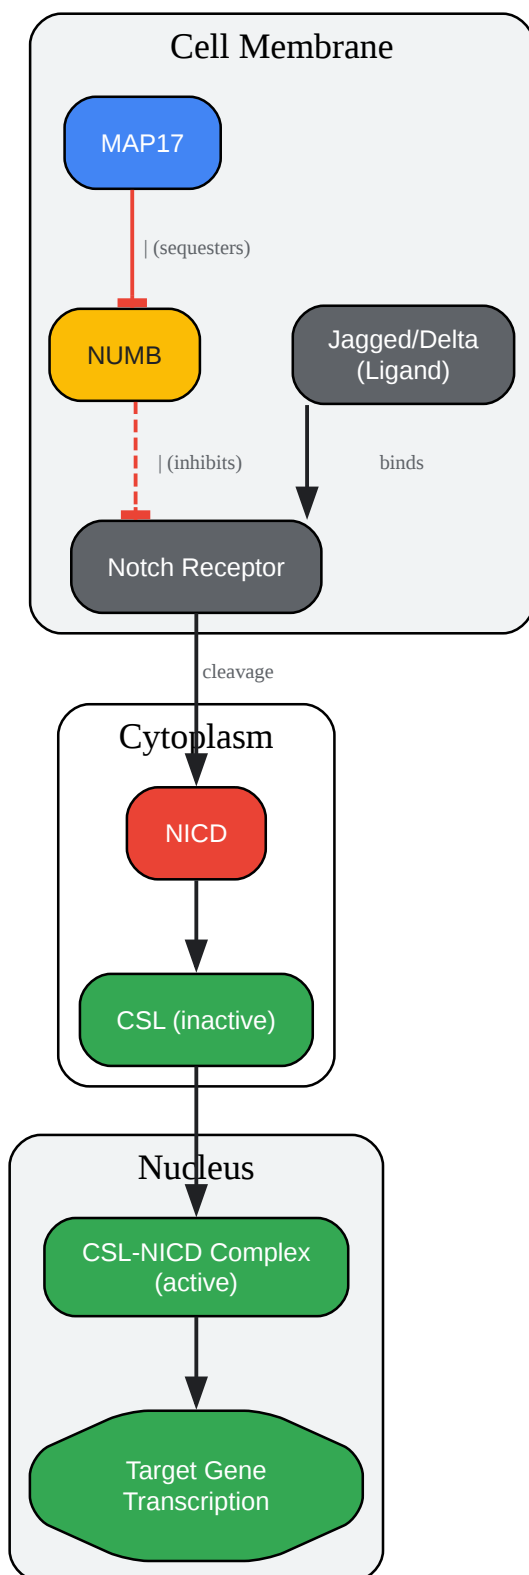 Cell Membrane
MAP17
| (sequesters)
NUMB
Jagged/Delta
(Ligand)
| (inhibits)
binds
Notch Receptor
cleavage
Cytoplasm
NICD
CSL (inactive)
Nucleus
CSL-NICD Complex
(active)
Target Gene
Transcription